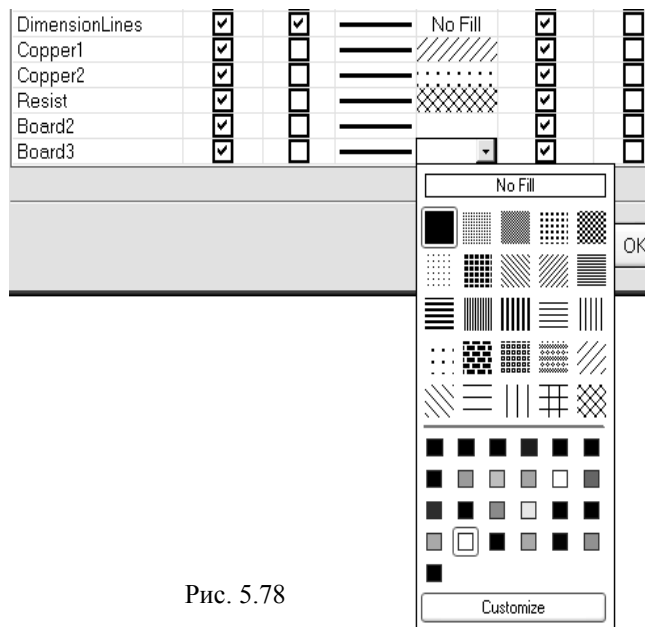 DimensionLines No Fill
Copper1
Copper2
Resist
Board2
Board3
No Fill
OK
Customize
Рис. 5.78